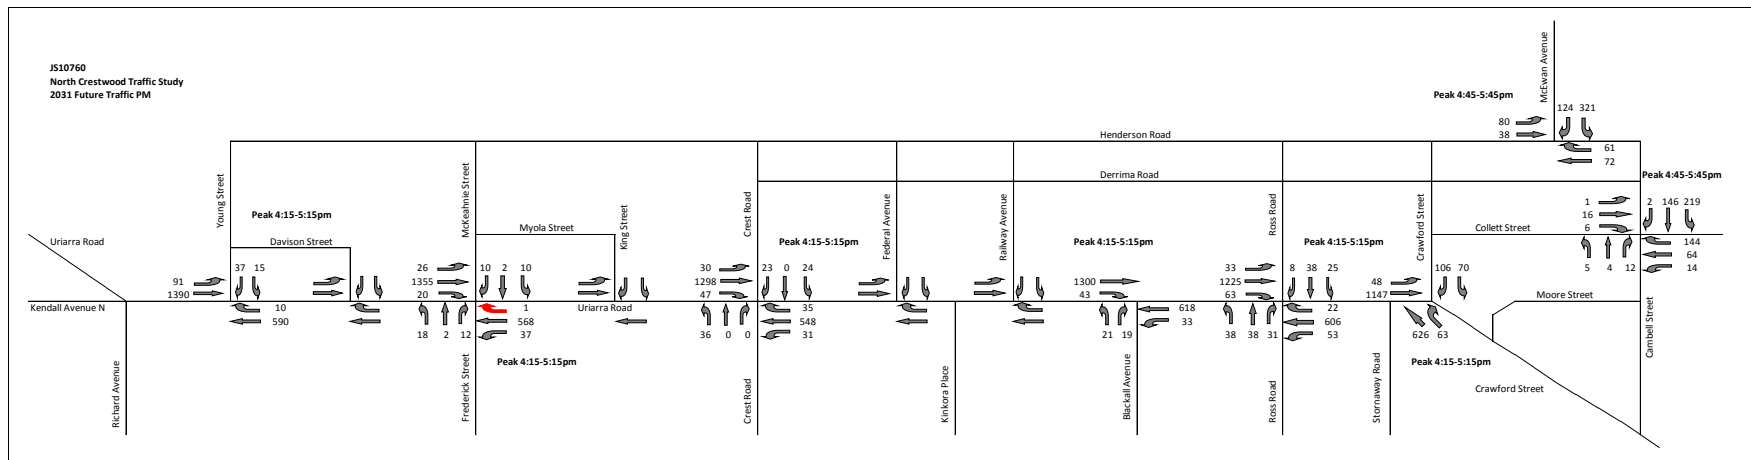 JS10760
North Crestwood Traffic Study
2031 Future Traffic PM
McEwan Avenue
Peak 4:45-5:45pm
124 321
80
38
Henderson Road
61
72
Derrima Road
Peak 4:45-5:45pm
Young Street
McKeahnie Street
Crest Road
Federal Avenue
Railway Avenue
Ross Road
Crawford Street
1
16
6
2 146 219
Collett Street
144
64
14
5 4 12
Peak 4:15-5:15pm
Myola Street
King Street
Uriarra Road
Davison Street
Peak 4:15-5:15pm
Peak 4:15-5:15pm
Peak 4:15-5:15pm
91
1390
37 15
26
1355
20
10 2 10
30
1298
47
23 0 24
1300
43
33
1225
63
8 38 25
48
1147
106 70
Kendall Avenue N
10
590
1
568
37
Uriarra Road
35
548
31
618
33
22
606
53
Moore Street
18 2 12
36 0 0
21 19
38 38 31
626 63
Peak 4:15-5:15pm
Peak 4:15-5:15pm
Richard Avenue
Frederick Street
Crest Road
Kinkora Place
Blackall Avenue
Ross Road
Stornaway Road
Crawford Street
Cambell Street